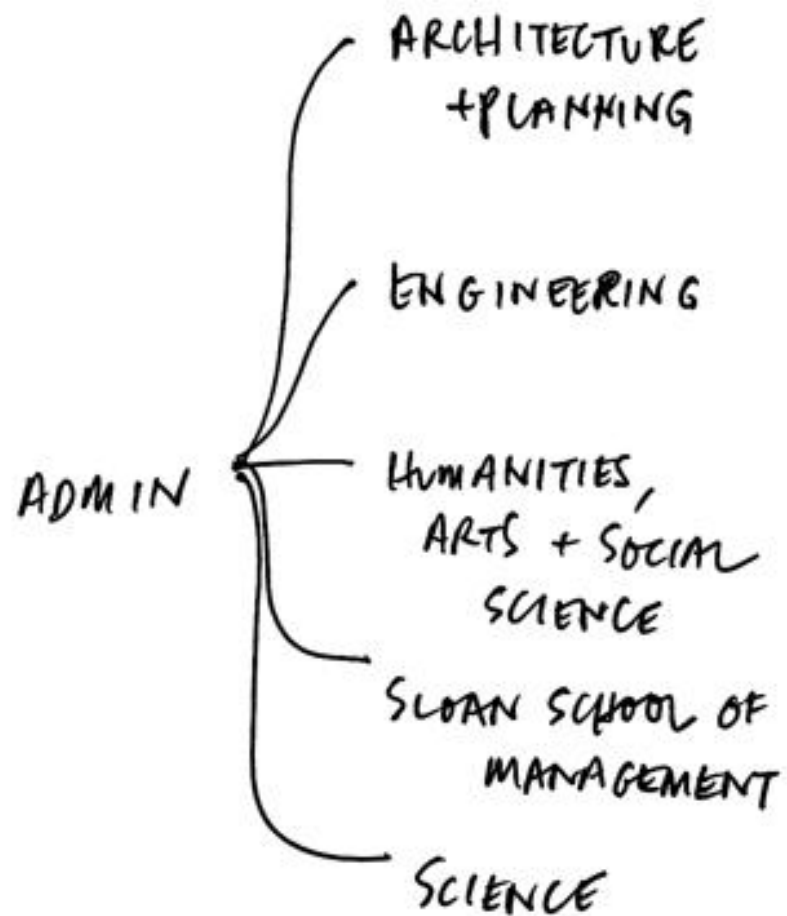 ARCHITECTURE
+PLANNING
ENGINEERING
ADMIN
HUMANITIES,
ARTS + SOCIAL
SCIENCE
SLOAN SCHOOL OF
MANAGEMENT
SCIENCE